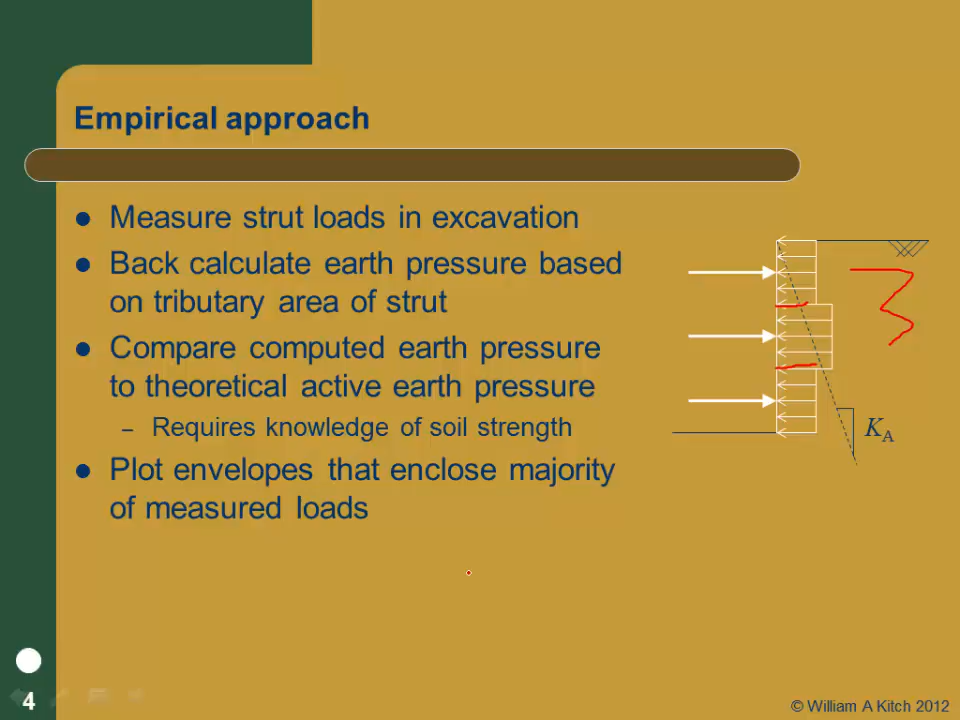 Empirical approach
Measure strut loads in excavation
Back calculate earth pressure based
on tributary area of strut
Compare computed earth pressure
to theoretical active earth pressure
– Requires knowledge of soil strength
Plot envelopes that enclose majority
of measured loads
KA
4
© William A Kitch 2012